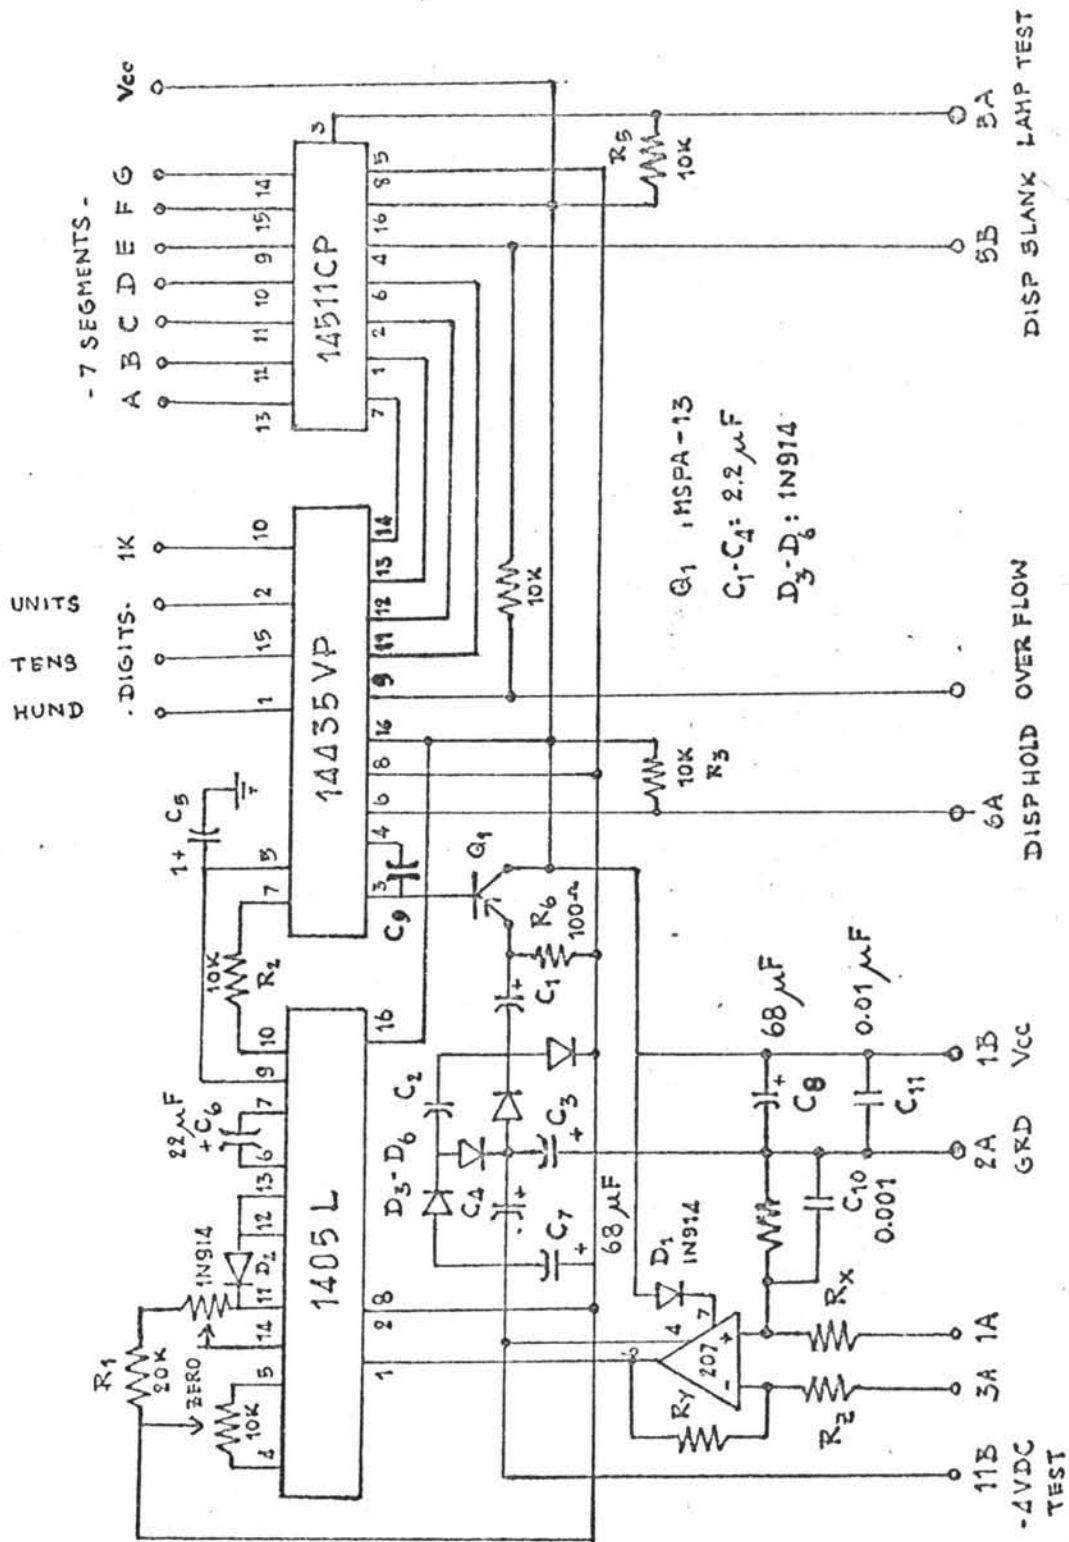 HUND TENS UNITS
- DIGITS - 1K
- 7 SEGMENTS -
A B C D E F G
Vcc
R1
20K
ZERO
10K
1N914
D2
22 µF
+ C6
10K
R2
1+ C5
4 5 14 11 12 13 6 7 9 10
1405 L
1 2 8 16
7 5 1 15 2 10
14435VP
3 4 6 8 16 9 11 12 13 14
13 12 11 10 9 15 14
14511CP
3
7 1 2 6 4 16 8 5
C9
Q1
R6
100Ω
C1
+
C2
D3-D6
C4
- +
C3
+
C7
+
68 µF
D1
1N914
6 4 7
207
- +
RY
RZ
RX
C10
0.001
C8
+
68 µF
C11
0.01 µF
10K
R3
10K
R5
10K
Q1 : MSPA-13
C1-C4 = 2.2 µF
D3-D6 : 1N914
11B 3A 1A 2A 1B 6A 5B 3A
-4VDC TEST
GRD
Vcc
DISP HOLD
OVERFLOW
DISP BLANK
LAMP TEST